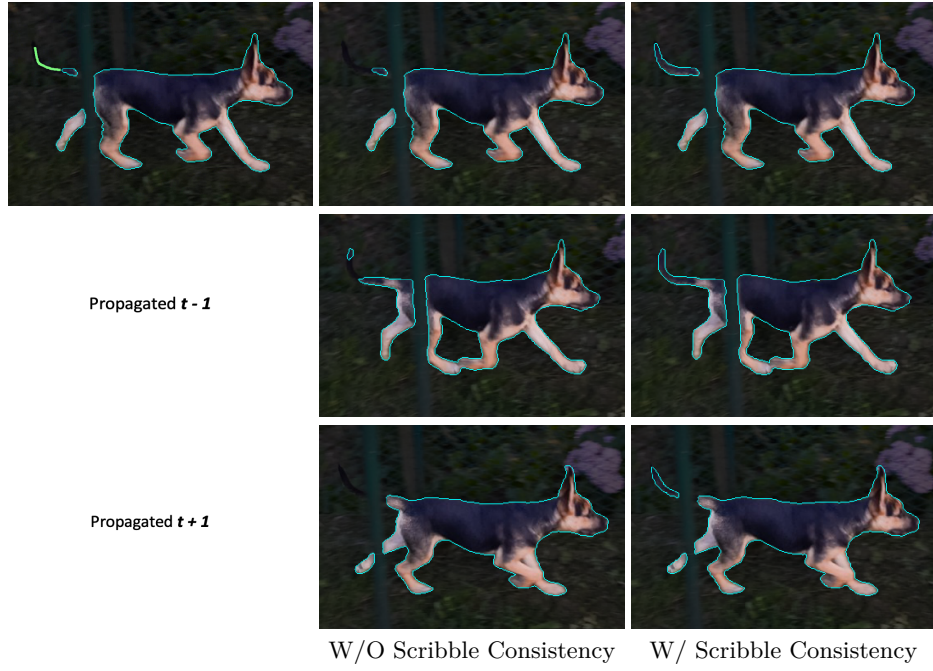 Propagated t - 1
Propagated t + 1
W/O Scribble Consistency
W/ Scribble Consistency